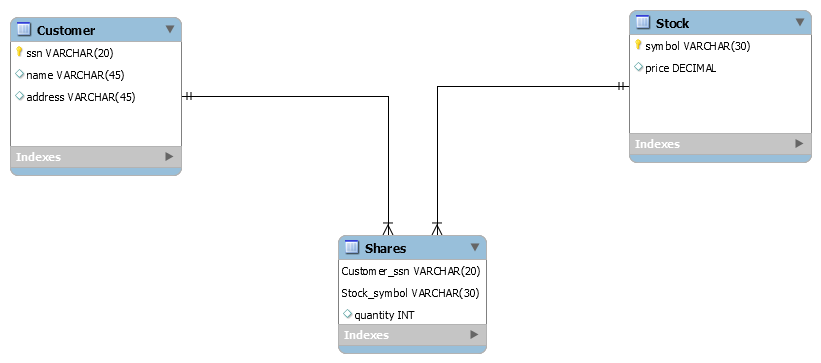 Customer
ssn VARCHAR(20)
name VARCHAR(45)
address VARCHAR(45)
Indexes
Stock
symbol VARCHAR(30)
price DECIMAL
Indexes
Shares
Customer_ssn VARCHAR(20)
Stock_symbol VARCHAR(30)
quantity INT
Indexes